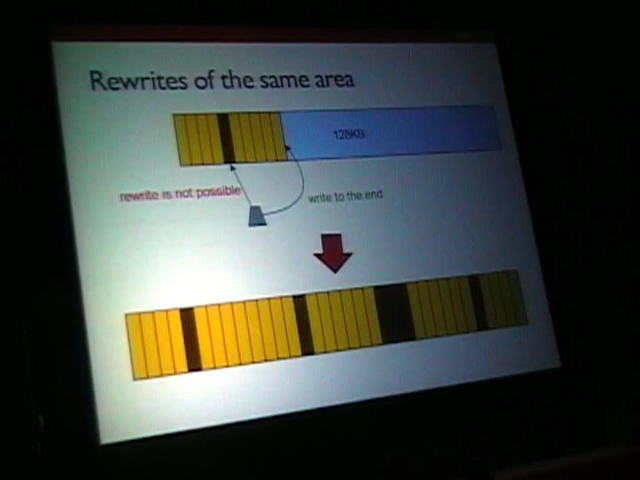 Rewrites of the same area
128KB
rewrite is not possible
write to the end